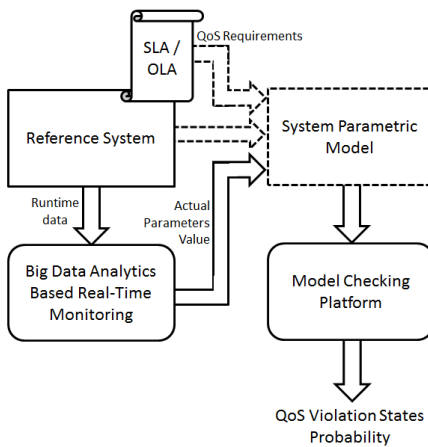 SLA /
OLA
QoS Requirements
Reference System
System Parametric
Model
Runtime
data
Actual
Parameters
Value
Big Data Analytics
Based Real-Time
Monitoring
Model Checking
Platform
QoS Violation States
Probability